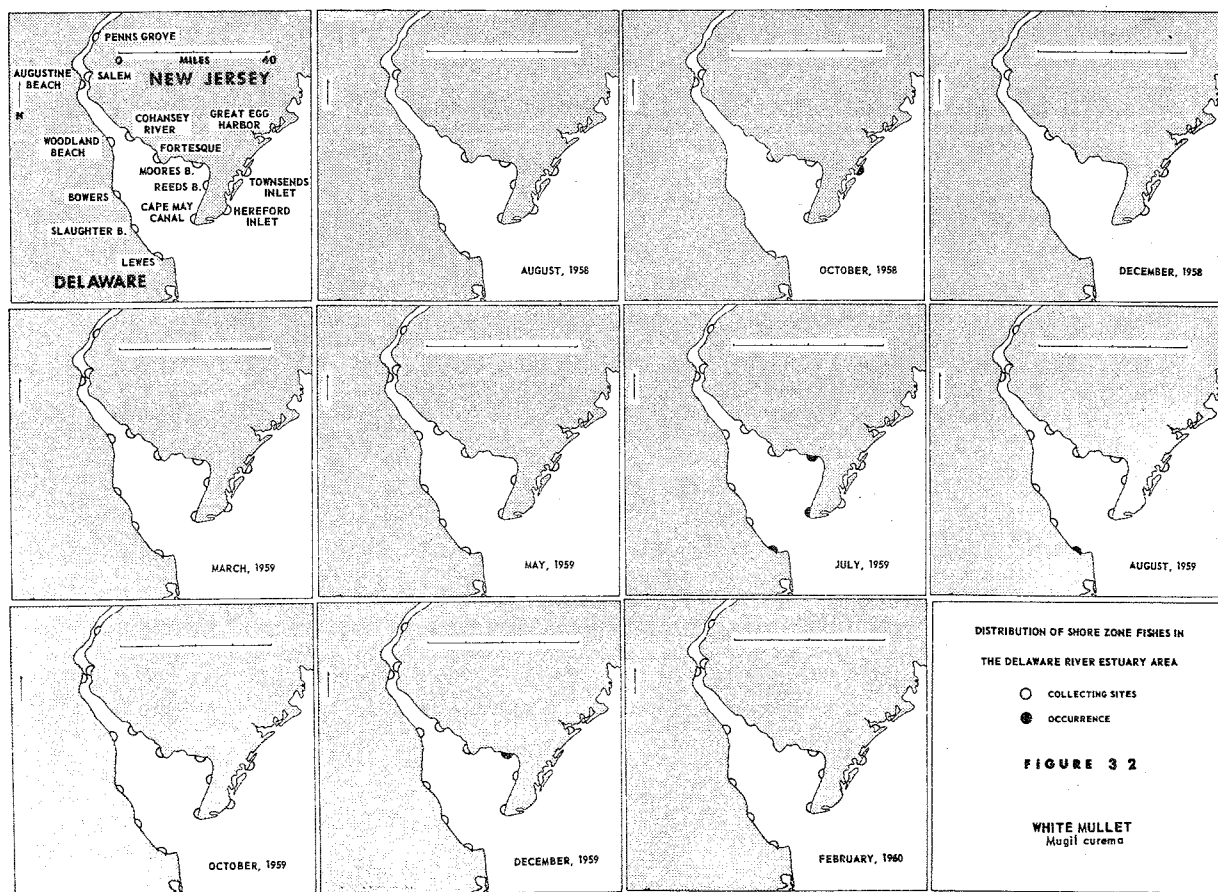 PENNS GROVE
0 MILES 40
AUGUSTINE
BEACH
SALEM
NEW JERSEY
N
COHANSEY
RIVER
GREAT EGG
HARBOR
WOODLAND
BEACH
FORTESQUE
MOORES B.
REEDS B.
TOWNSENDS
INLET
BOWERS
CAPE MAY
CANAL
HEREFORD
INLET
SLAUGHTER B.
LEWES
DELAWARE
AUGUST, 1958
OCTOBER, 1958
DECEMBER, 1958
MARCH, 1959
MAY, 1959
JULY, 1959
AUGUST, 1959
OCTOBER, 1959
DECEMBER, 1959
FEBRUARY, 1960
DISTRIBUTION OF SHORE ZONE FISHES IN
THE DELAWARE RIVER ESTUARY AREA
COLLECTING SITES
OCCURRENCE
FIGURE 32
WHITE MULLET
Mugil curema